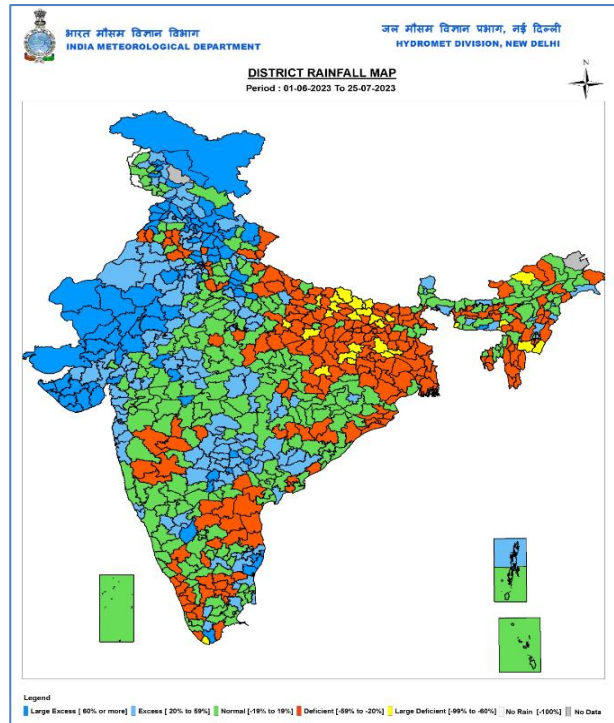 भारत मौसम विज्ञान विभाग
INDIA METEOROLOGICAL DEPARTMENT
जल मौसम विज्ञान प्रभाग, नई दिल्ली
HYDROMET DIVISION, NEW DELHI
DISTRICT RAINFALL MAP
Period : 01-06-2023 To 25-07-2023
N
Legend
Large Excess [ 60% or more] Excess [ 20% to 59%] Normal [-19% to 19%] Deficient [-59% to -20%] Large Deficient [-99% to -60%] No Rain [-100%] No Data